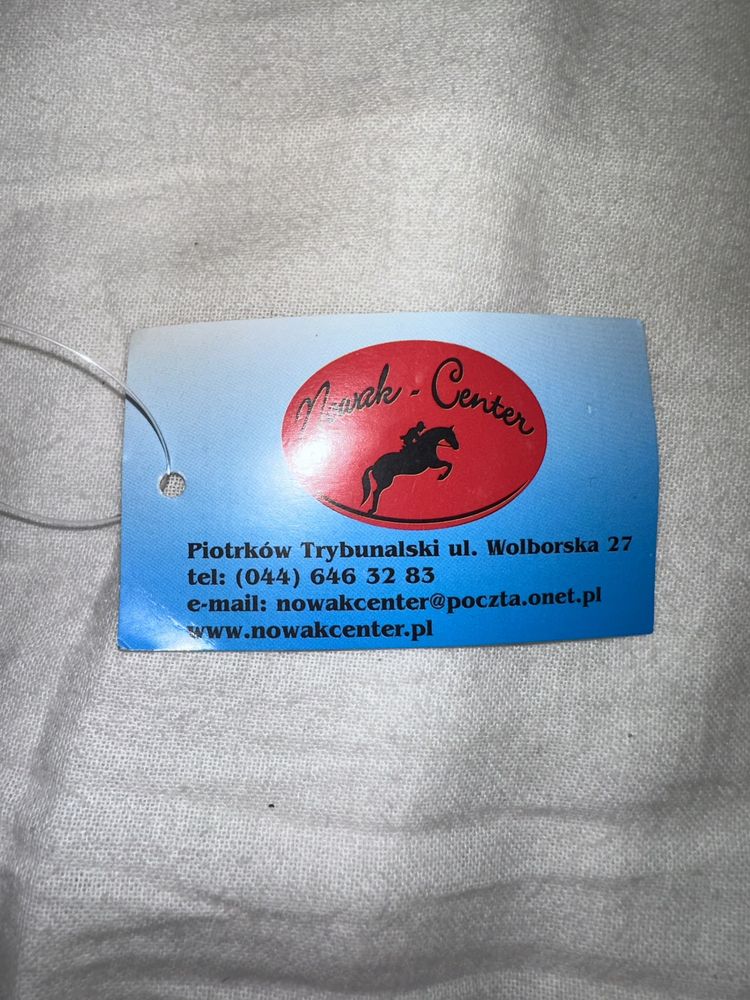 Nowak - Center
Piotrków Trybunalski ul. Wolborska 27
tel: (044) 646 32 83
e-mail: nowakcenter@poczta.onet.pl
www.nowakcenter.pl